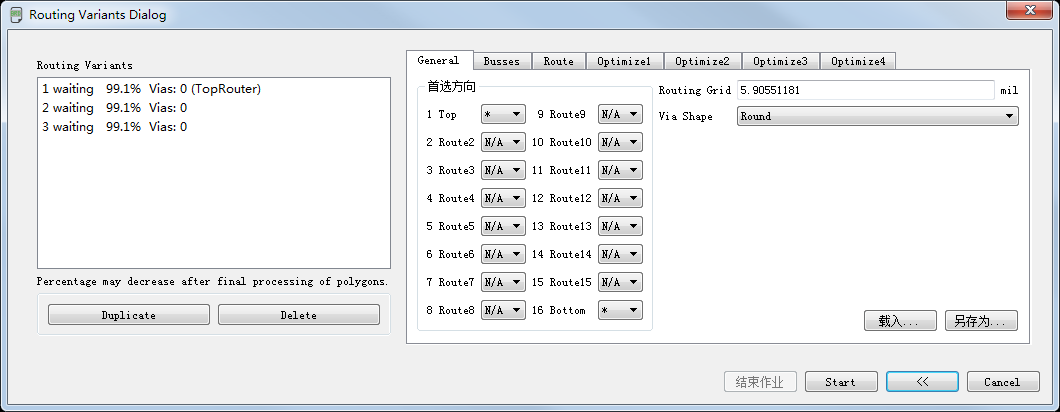 Routing Variants Dialog
Routing Variants
1 waiting 99.1% Vias: 0 (TopRouter)
2 waiting 99.1% Vias: 0
3 waiting 99.1% Vias: 0
Percentage may decrease after final processing of polygons.
Duplicate Delete
General Busses Route Optimize1 Optimize2 Optimize3 Optimize4
首选方向
1 Top * 9 Route9 N/A
2 Route2 N/A 10 Route10 N/A
3 Route3 N/A 11 Route11 N/A
4 Route4 N/A 12 Route12 N/A
5 Route5 N/A 13 Route13 N/A
6 Route6 N/A 14 Route14 N/A
7 Route7 N/A 15 Route15 N/A
8 Route8 N/A 16 Bottom *
Routing Grid 5.90551181 mil
Via Shape Round
载入... 另存为...
结束作业 Start << Cancel